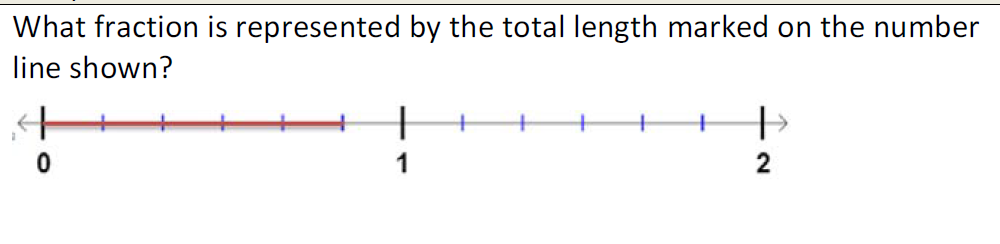 What fraction is represented by the total length marked on the number
line shown?
0 1 2